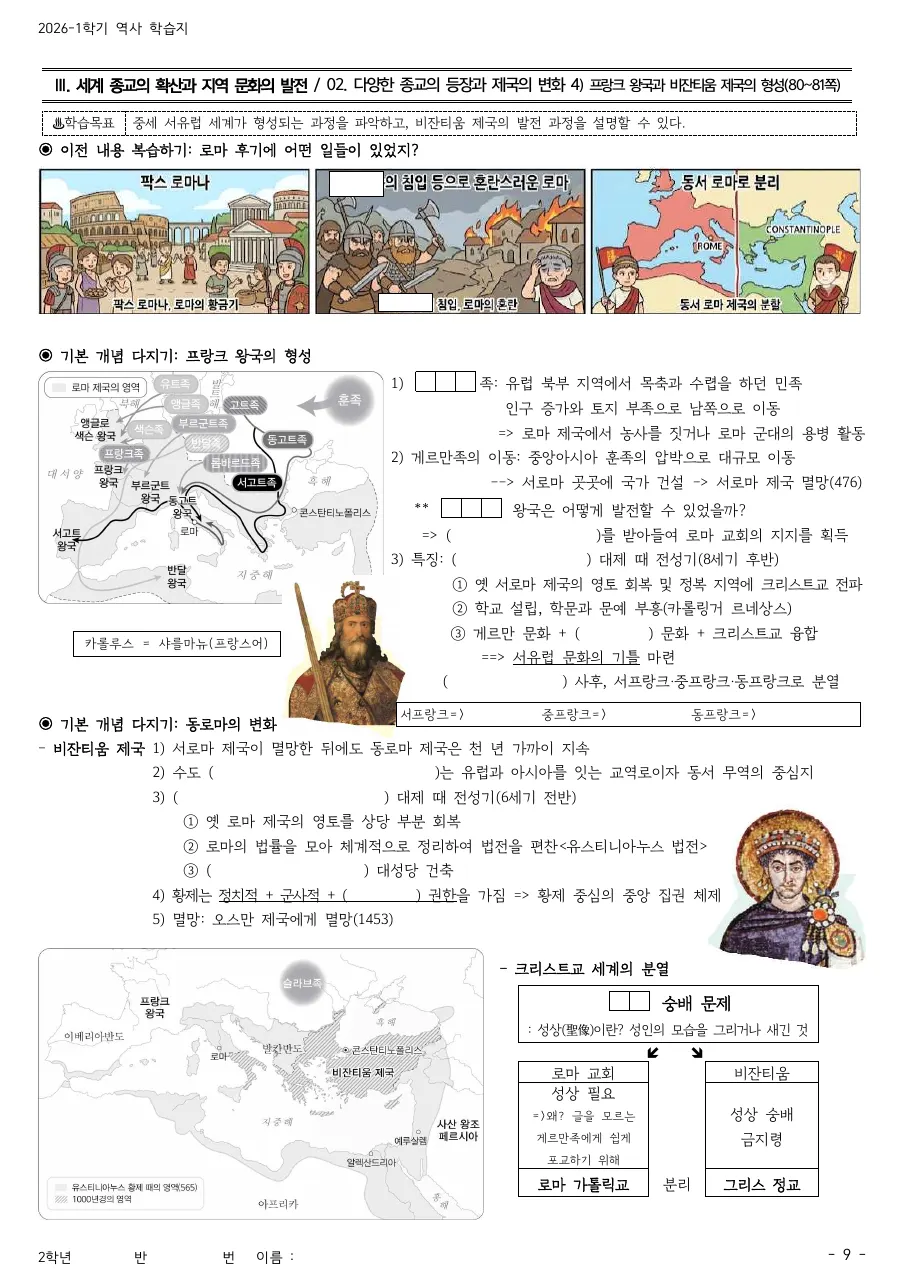 2026-1학기 역사 학습지
Ⅲ. 세계 종교의 확산과 지역 문화의 발전 / 02. 다양한 종교의 등장과 제국의 변화 4) 프랑크 왕국과 비잔티움 제국의 형성(80~81쪽)
♨학습목표 중세 서유럽 세계가 형성되는 과정을 파악하고, 비잔티움 제국의 발전 과정을 설명할 수 있다.
◉ 이전 내용 복습하기: 로마 후기에 어떤 일들이 있었지?
팍스 로마나
팍스 로마나, 로마의 황금기
의 침입 등으로 혼란스러운 로마
침입, 로마의 혼란
동서 로마로 분리
ROME
CONSTANTINOPLE
동서 로마 제국의 분할
◉ 기본 개념 다지기: 프랑크 왕국의 형성
로마 제국의 영역
유트족
발트해
훈족
북해
앵글족
고트족
앵글로 색슨 왕국
색슨족
부르군트족
반달족
동고트족
프랑크족
롬바르드족
대서양
프랑크 왕국
부르군트 왕국
동고트 왕국
서고트족
흑해
콘스탄티노폴리스
로마
서고트 왕국
반달 왕국
지중해
카롤루스 = 샤를마뉴(프랑스어)
1) 족: 유럽 북부 지역에서 목축과 수렵을 하던 민족
인구 증가와 토지 부족으로 남쪽으로 이동
=> 로마 제국에서 농사를 짓거나 로마 군대의 용병 활동
2) 게르만족의 이동: 중앙아시아 훈족의 압박으로 대규모 이동
--> 서로마 곳곳에 국가 건설 -> 서로마 제국 멸망(476)
** 왕국은 어떻게 발전할 수 있었을까?
=> ( )를 받아들여 로마 교회의 지지를 획득
3) 특징: ( ) 대제 때 전성기(8세기 후반)
① 옛 서로마 제국의 영토 회복 및 정복 지역에 크리스트교 전파
② 학교 설립, 학문과 문예 부흥(카롤링거 르네상스)
③ 게르만 문화 + ( ) 문화 + 크리스트교 융합
==> 서유럽 문화의 기틀 마련
( ) 사후, 서프랑크·중프랑크·동프랑크로 분열
서프랑크=> 중프랑크=> 동프랑크=>
◉ 기본 개념 다지기: 동로마의 변화
- 비잔티움 제국 1) 서로마 제국이 멸망한 뒤에도 동로마 제국은 천 년 가까이 지속
2) 수도 ( )는 유럽과 아시아를 잇는 교역로이자 동서 무역의 중심지
3) ( ) 대제 때 전성기(6세기 전반)
① 옛 로마 제국의 영토를 상당 부분 회복
② 로마의 법률을 모아 체계적으로 정리하여 법전을 편찬<유스티니아누스 법전>
③ ( ) 대성당 건축
4) 황제는 정치적 + 군사적 + ( ) 권한을 가짐 => 황제 중심의 중앙 집권 체제
5) 멸망: 오스만 제국에게 멸망(1453)
슬라브족
프랑크 왕국
흑해
이베리아반도
로마
발칸반도
콘스탄티노폴리스
비잔티움 제국
지중해
사산 왕조 페르시아
예루살렘
알렉산드리아
유스티니아누스 황제 때의 영역(565)
1000년경의 영역
아프리카
홍해
- 크리스트교 세계의 분열
숭배 문제
: 성상(聖像)이란? 성인의 모습을 그리거나 새긴 것
로마 교회
성상 필요
=>왜? 글을 모르는
게르만족에게 쉽게
포교하기 위해
로마 가톨릭교
분리
비잔티움
성상 숭배
금지령
그리스 정교
2학년 반 번 이름 :
- 9 -